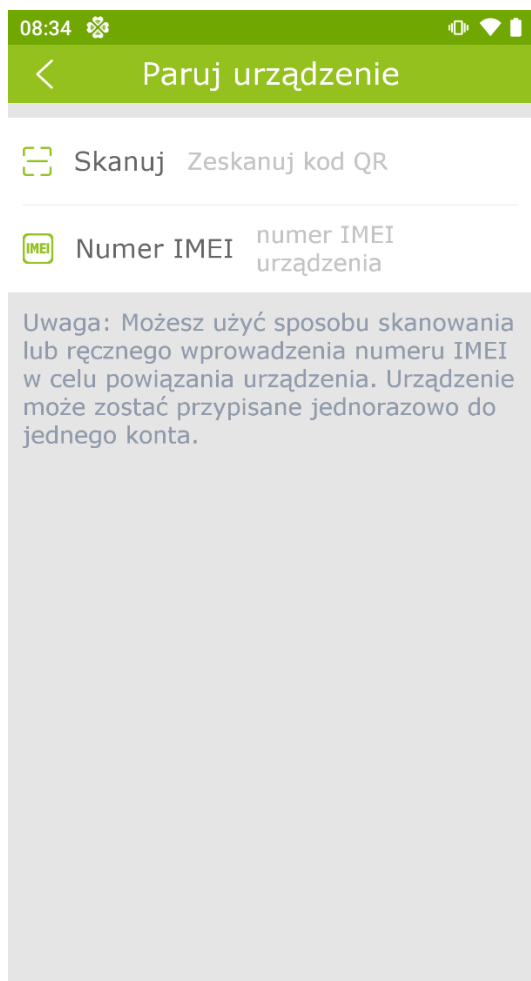 08:34
Paruj urządzenie
Skanuj Zeskanuj kod QR
IMEI Numer IMEI numer IMEI
urządzenia
Uwaga: Możesz użyć sposobu skanowania
lub ręcznego wprowadzenia numeru IMEI
w celu powiązania urządzenia. Urządzenie
może zostać przypisane jednorazowo do
jednego konta.